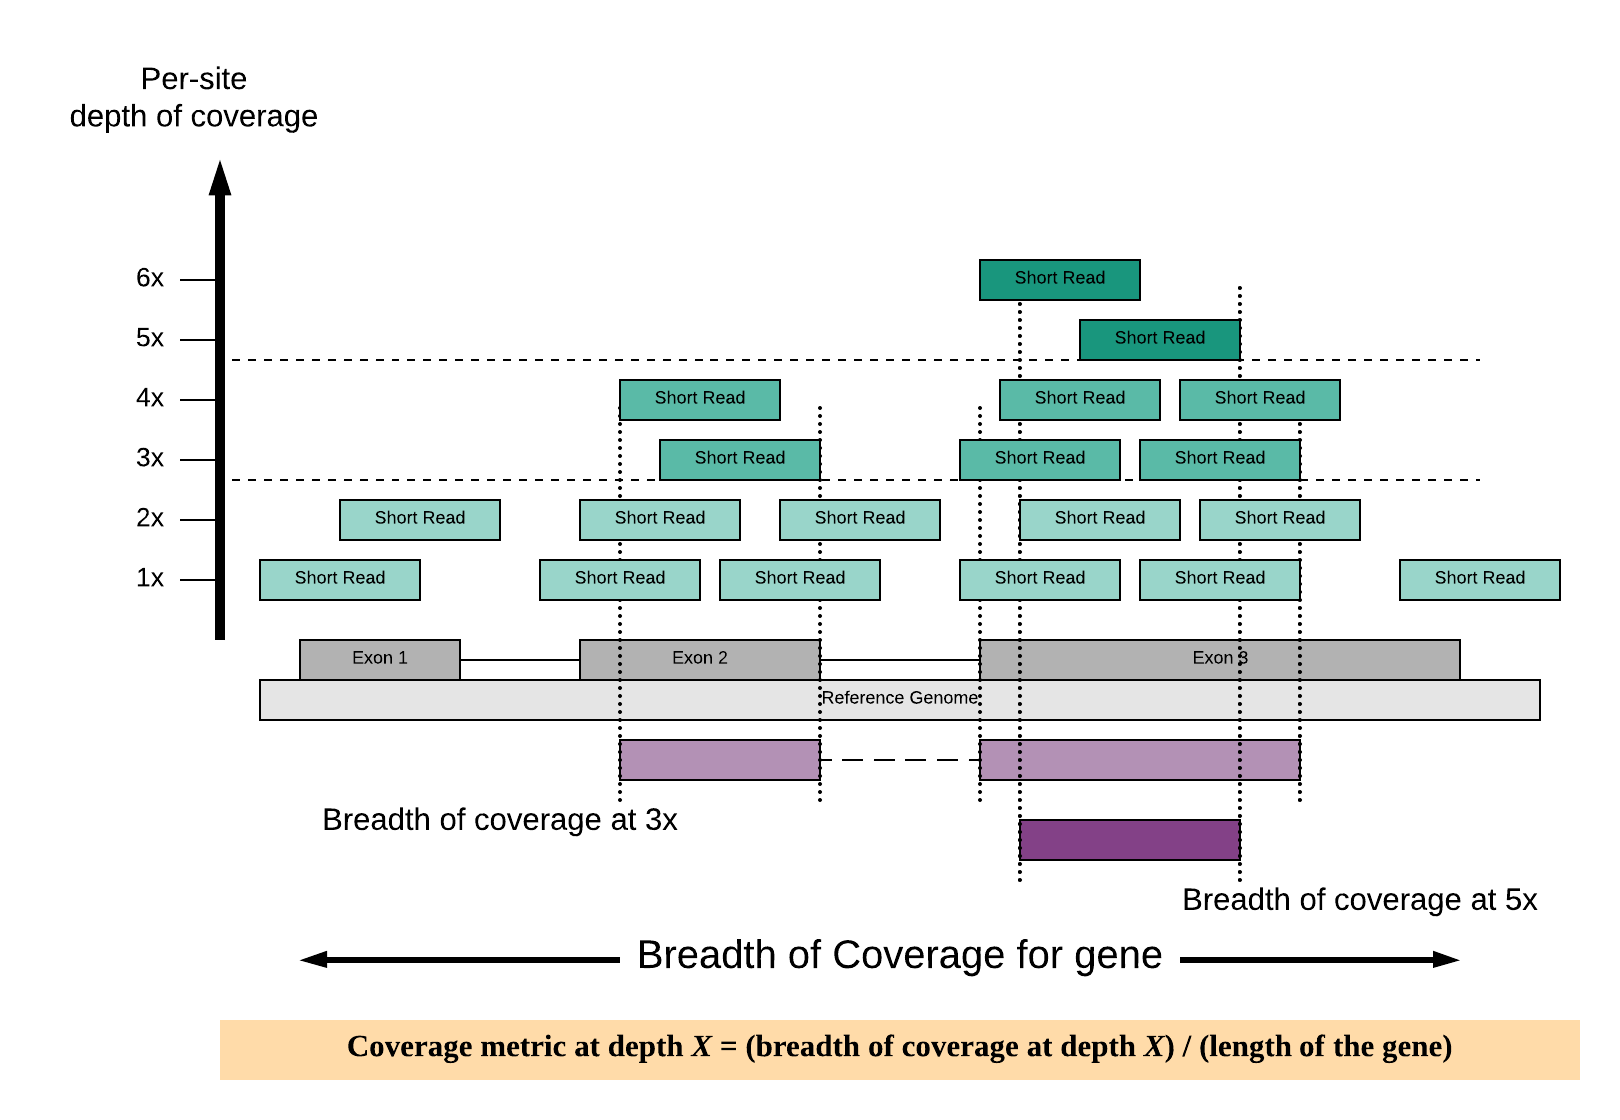 Per-site
depth of coverage
6x
Short Read
5x
Short Read
4x
Short Read
Short Read
Short Read
3x
Short Read
Short Read
Short Read
2x
Short Read
Short Read
Short Read
Short Read
Short Read
1x
Short Read
Short Read
Short Read
Short Read
Short Read
Short Read
Exon 1
Exon 2
Exon 3
Reference Genome
Breadth of coverage at 3x
Breadth of coverage at 5x
Breadth of Coverage for gene
Coverage metric at depth X = (breadth of coverage at depth X) / (length of the gene)